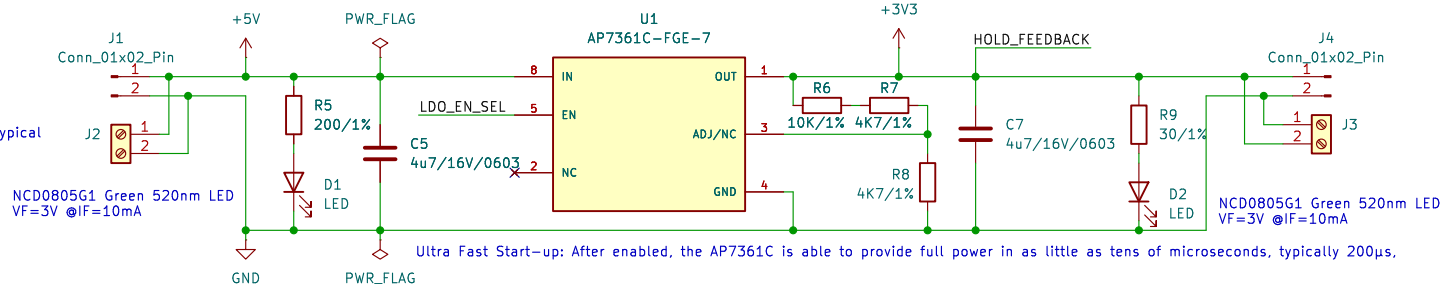 +5V
PWR_FLAG
U1
AP7361C-FGE-7
+3V3
HOLD_FEEDBACK
J1
Conn_01x02_Pin
1
2
J4
Conn_01x02_Pin
1
2
8 IN
OUT 1
R5
200/1%
LDO_EN_SEL
5 EN
R6
10K/1%
R7
4K7/1%
ADJ/NC 3
J2
1
2
ypical
C5
4u7/16V/0603
2 NC
C7
4u7/16V/0603
R9
30/1%
1
2
J3
R8
4K7/1%
GND 4
NCD0805G1 Green 520nm LED
VF=3V @IF=10mA
D1
LED
D2
LED
NCD0805G1 Green 520nm LED
VF=3V @IF=10mA
Ultra Fast Start-up: After enabled, the AP7361C is able to provide full power in as little as tens of microseconds, typically 200µs,
GND
PWR_FLAG